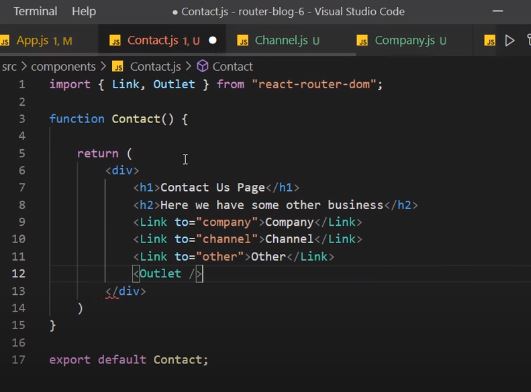 Terminal Help ● Contact.js - router-blog-6 - Visual Studio Code
JS App.js 1, M JS Contact.js 1, U ● JS Channel.js U JS Company.js U JS
src > components > JS Contact.js > Contact
1 import { Link, Outlet } from "react-router-dom";
2
3 function Contact() {
4
5 return (
6 <div>
7 <h1>Contact Us Page</h1>
8 <h2>Here we have some other business</h2>
9 <Link to="company">Company</Link>
10 <Link to="channel">Channel</Link>
11 <Link to="other">Other</Link>
12 <Outlet />
13 </div>
14 )
15 }
16
17 export default Contact;